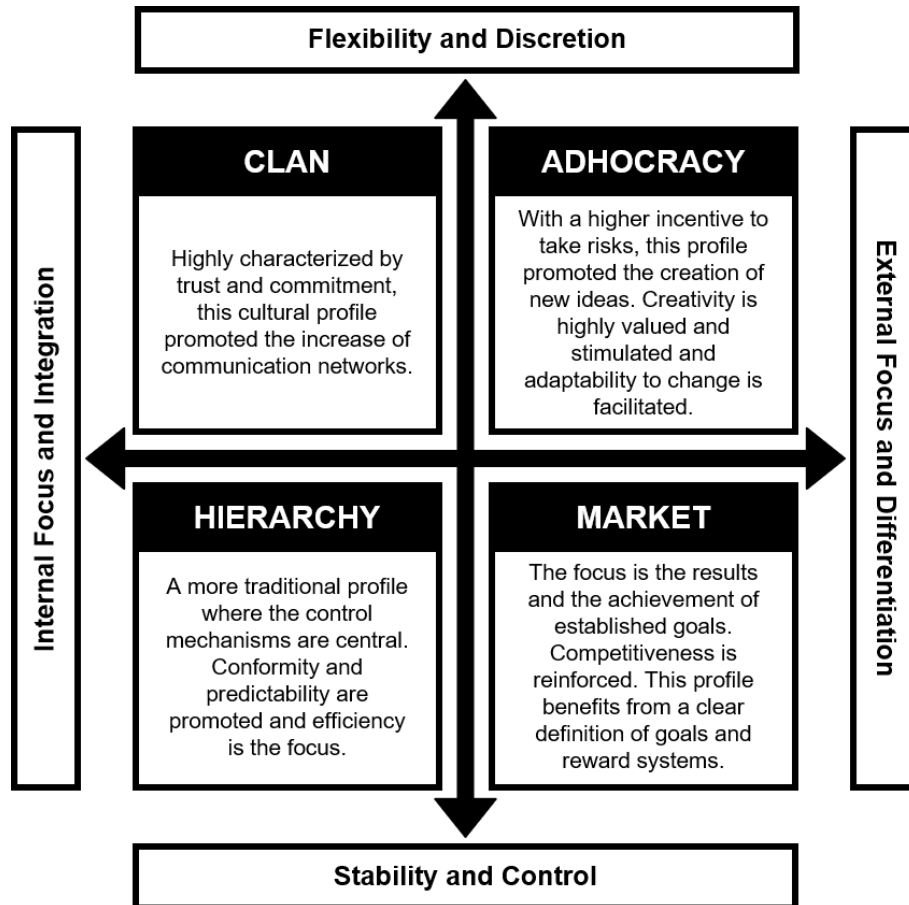 Flexibility and Discretion
Internal Focus and Integration
CLAN
Highly characterized by
trust and commitment,
this cultural profile
promoted the increase of
communication networks.
ADHOCRACY
With a higher incentive to
take risks, this profile
promoted the creation of
new ideas. Creativity is
highly valued and
stimulated and
adaptability to change is
facilitated.
External Focus and Differentiation
HIERARCHY
A more traditional profile
where the control
mechanisms are central.
Conformity and
predictability are
promoted and efficiency
is the focus.
MARKET
The focus is the results
and the achievement of
established goals.
Competitiveness is
reinforced. This profile
benefits from a clear
definition of goals and
reward systems.
Stability and Control